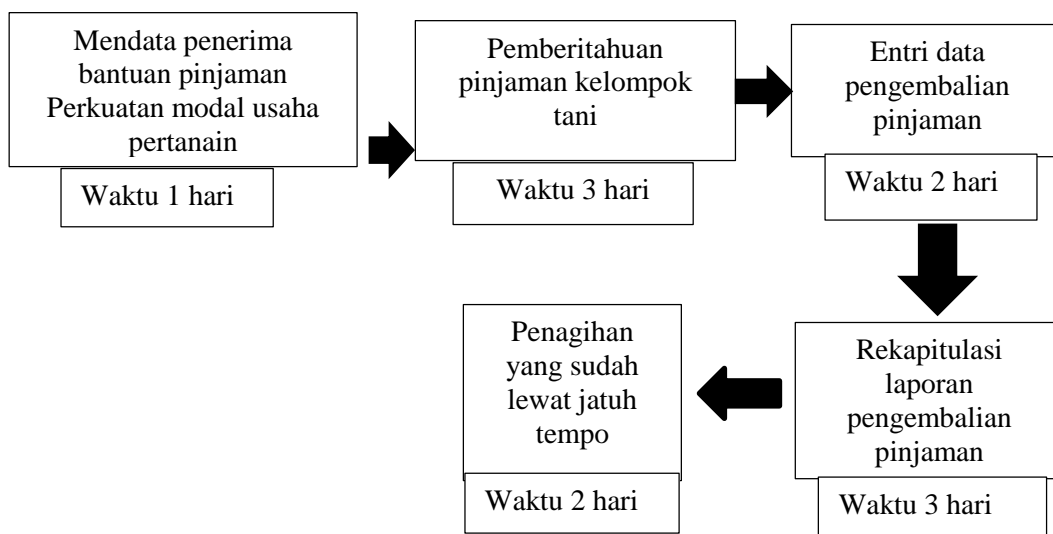 Mendata penerima
bantuan pinjaman
Perkuatan modal usaha
pertanain
Waktu 1 hari
Pemberitahuan
pinjaman kelompok
tani
Waktu 3 hari
Entri data
pengembalian
pinjaman
Waktu 2 hari
Rekapitulasi
laporan
pengembalian
pinjaman
Waktu 3 hari
Penagihan
yang sudah
lewat jatuh
tempo
Waktu 2 hari